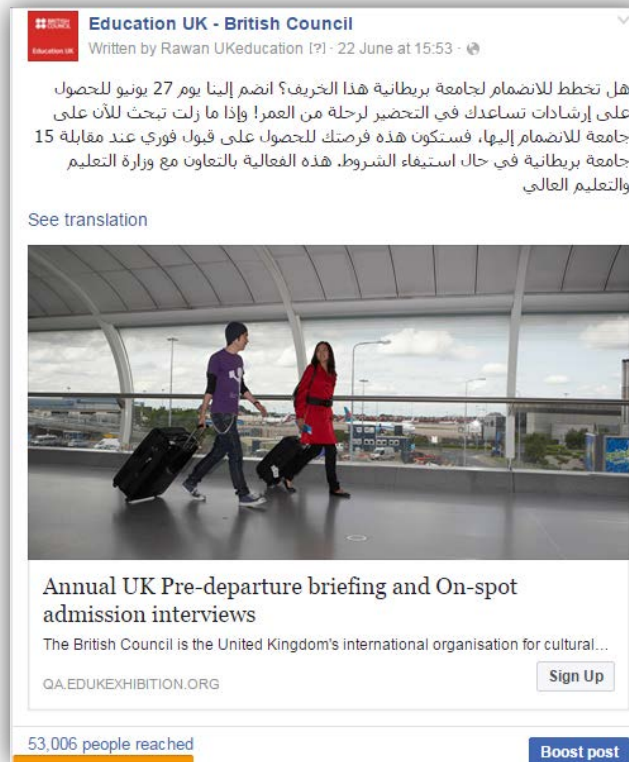 BRITISH COUNCIL
Education UK
Education UK - British Council
Written by Rawan UKeducation [?] · 22 June at 15:53 ·
هل تخطط للانضمام لجامعة بريطانية هذا الخريف؟ انضم إلينا يوم 27 يونيو للحصول
على إرشادات تساعدك في التحضير لرحلة من العمر! وإذا ما زلت تبحث للآن على
جامعة للانضمام إليها، فستكون هذه فرصتك للحصول على قبول فوري عند مقابلة 15
جامعة بريطانية في حال استيفاء الشروط. هذه الفعالية بالتعاون مع وزارة التعليم
والتعليم العالي
See translation
Annual UK Pre-departure briefing and On-spot
admission interviews
The British Council is the United Kingdom's international organisation for cultural...
QA.EDUKEXHIBITION.ORG
Sign Up
53,006 people reached
Boost post